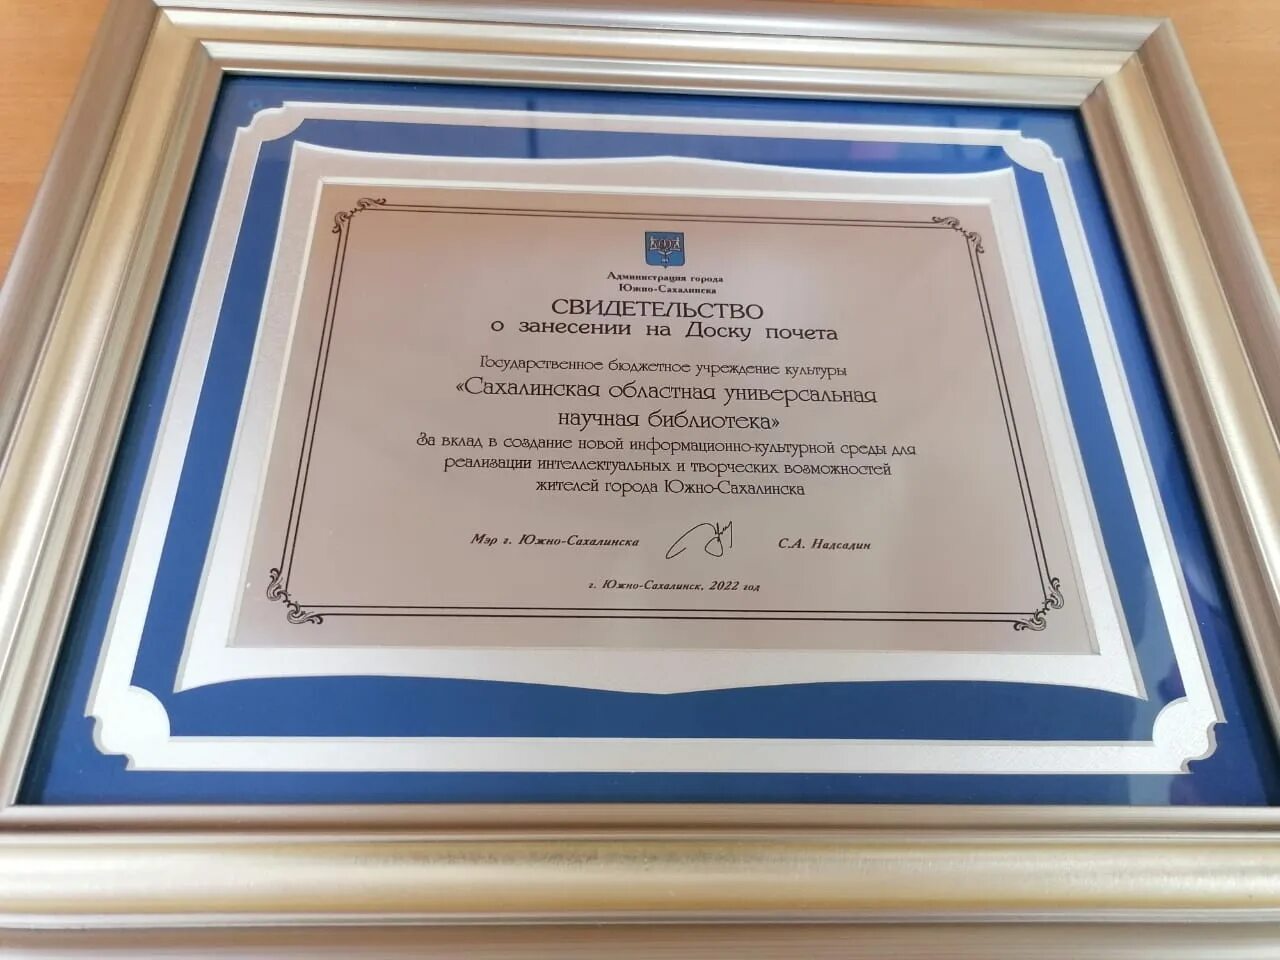 Администрация города
Южно-Сахалинска
СВИДЕТЕЛЬСТВО
о занесении на Доску почета
Государственное бюджетное учреждение культуры
«Сахалинская областная универсальная
научная библиотека»
За вклад в создание новой информационно-культурной среды для
реализации интеллектуальных и творческих возможностей
жителей города Южно-Сахалинска
Мэр г. Южно-Сахалинска С.А. Надсадин
г. Южно-Сахалинск, 2022 год